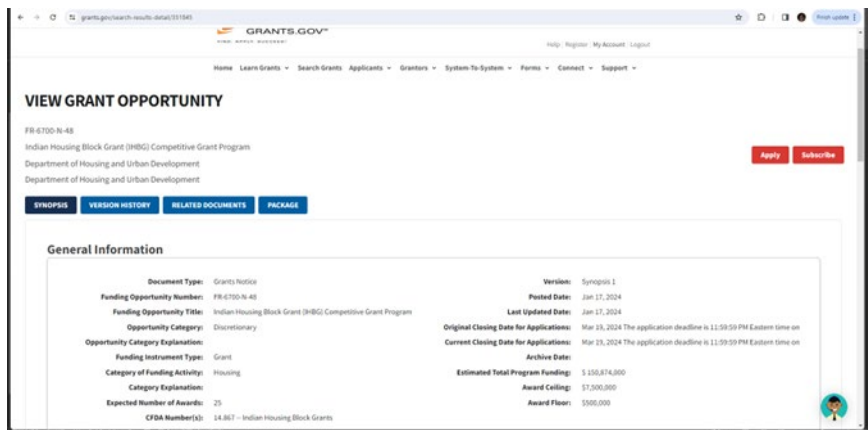 grants.gov/search-results-detail/351845
Finish update
GRANTS.GOV
FIND. APPLY. SUCCEED.
Help Register My Account Logout
Home Learn Grants Search Grants Applicants Grantors System-To-System Forms Connect Support
VIEW GRANT OPPORTUNITY
FR-6700-N-48
Indian Housing Block Grant (IHBG) Competitive Grant Program
Department of Housing and Urban Development
Department of Housing and Urban Development
Apply Subscribe
SYNOPSIS VERSION HISTORY RELATED DOCUMENTS PACKAGE
General Information
Document Type: Grants Notice
Funding Opportunity Number: FR-6700-N-48
Funding Opportunity Title: Indian Housing Block Grant (IHBG) Competitive Grant Program
Opportunity Category: Discretionary
Opportunity Category Explanation:
Funding Instrument Type: Grant
Category of Funding Activity: Housing
Category Explanation:
Expected Number of Awards: 25
CFDA Number(s): 14.867 -- Indian Housing Block Grants
Version: Synopsis 1
Posted Date: Jan 17, 2024
Last Updated Date: Jan 17, 2024
Original Closing Date for Applications: Mar 19, 2024 The application deadline is 11:59:59 PM Eastern time on
Current Closing Date for Applications: Mar 19, 2024 The application deadline is 11:59:59 PM Eastern time on
Archive Date:
Estimated Total Program Funding: $ 150,874,000
Award Ceiling: $7,500,000
Award Floor: $500,000